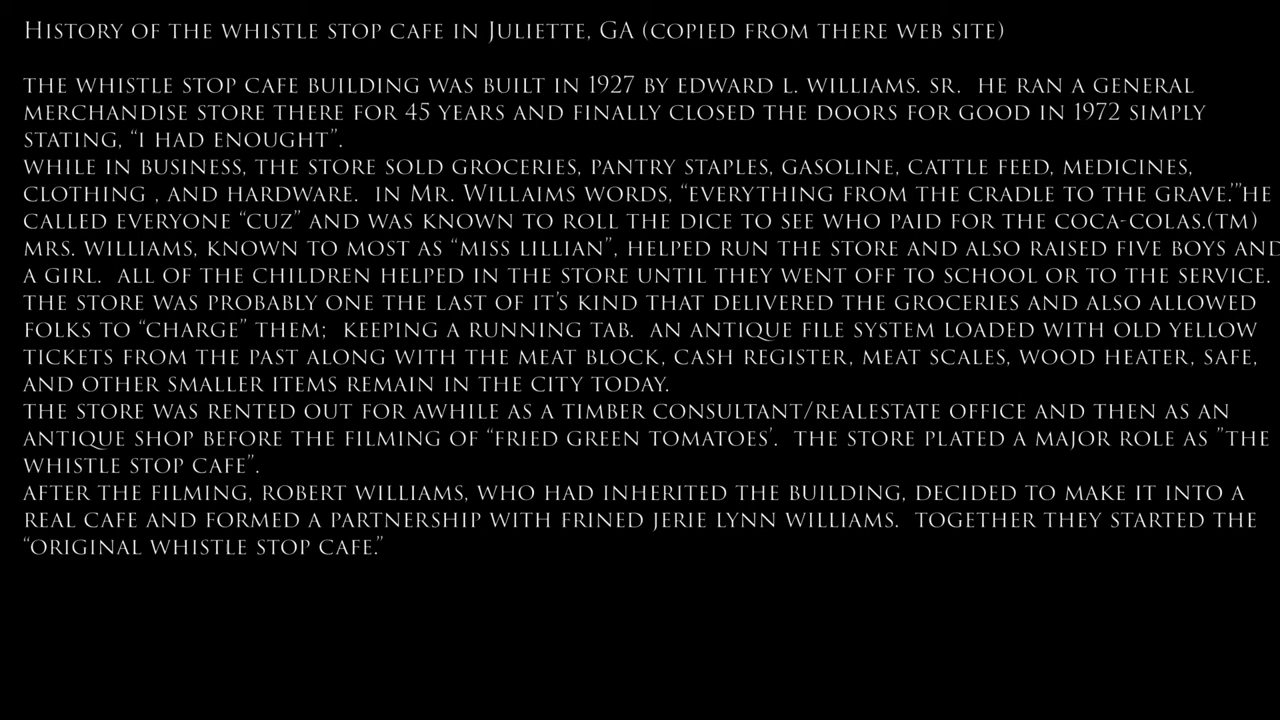 History of the whistle stop cafe in Juliette, GA (copied from there web site)
the whistle stop cafe building was built in 1927 by edward l. williams. sr.  he ran a general
merchandise store there for 45 years and finally closed the doors for good in 1972 simply
stating, “i had enought”.
while in business, the store sold groceries, pantry staples, gasoline, cattle feed, medicines,
clothing , and hardware.  in Mr. Willaims words, “everything from the cradle to the grave.’”he
called everyone “cuz” and was known to roll the dice to see who paid for the coca-colas.(tm)
mrs. williams, known to most as “miss lillian”, helped run the store and also raised five boys and
a girl.  all of the children helped in the store until they went off to school or to the service.
the store was probably one the last of it’s kind that delivered the groceries and also allowed
folks to “charge” them;  keeping a running tab.  an antique file system loaded with old yellow
tickets from the past along with the meat block, cash register, meat scales, wood heater, safe,
and other smaller items remain in the city today.
the store was rented out for awhile as a timber consultant/realestate office and then as an
antique shop before the filming of “fried green tomatoes’.  the store plated a major role as ”the
whistle stop cafe”.
after the filming, robert williams, who had inherited the building, decided to make it into a
real cafe and formed a partnership with frined jerie lynn williams.  together they started the
“original whistle stop cafe.”